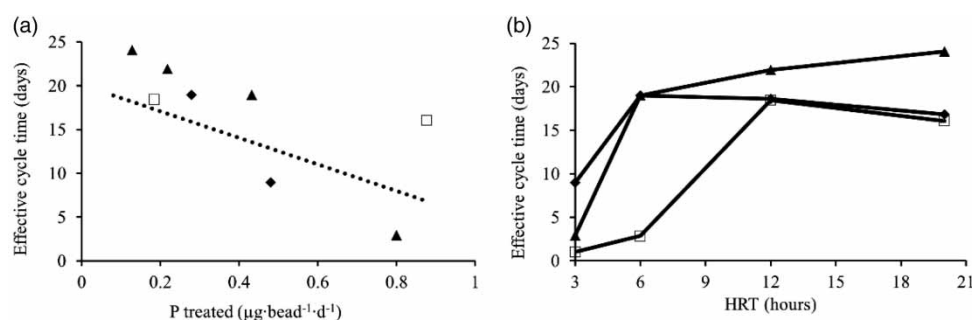 (a)
Effective cycle time (days)
25
20
15
10
5
0
0 0.2 0.4 0.6 0.8 1
P treated (μg·bead⁻¹·d⁻¹)
(b)
Effective cycle time (days)
25
20
15
10
5
0
3 6 9 12 15 18 21
HRT (hours)